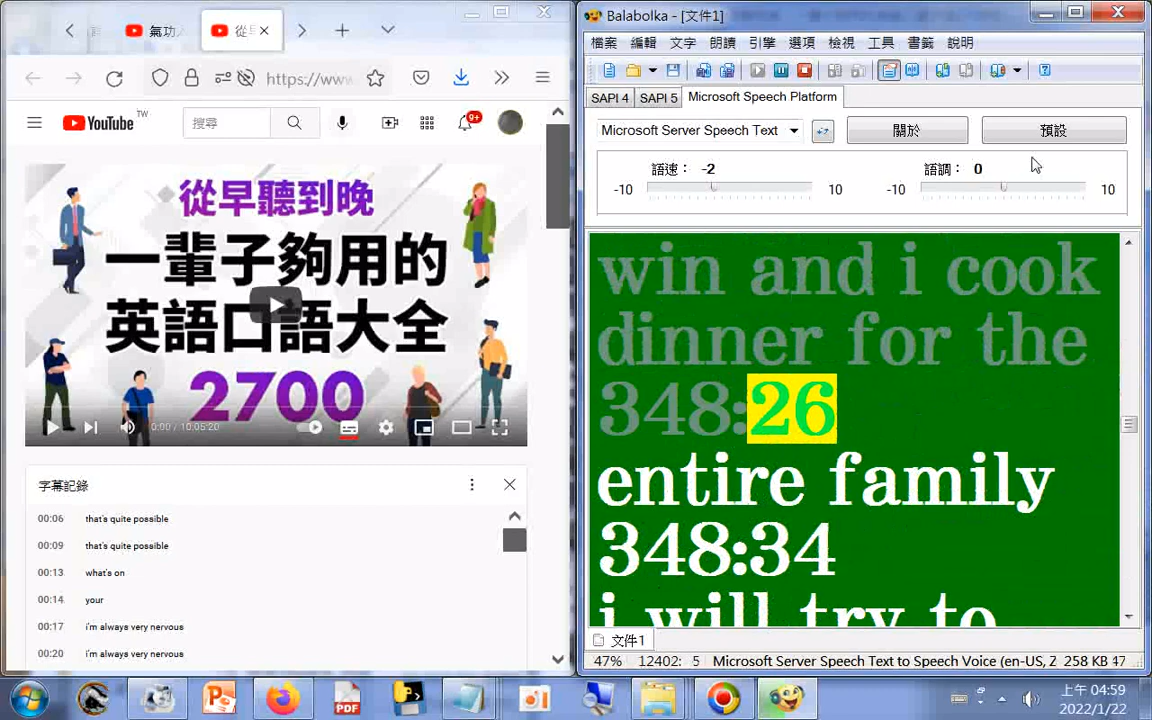 氣功
從
https://www
YouTube TW
搜尋
9+
從早聽到晚
一輩子夠用的
英語口語大全
2700
0:00 / 10:05:20
字幕記錄
00:06 that's quite possible
00:09 that's quite possible
00:13 what's on
00:14 your
00:17 i'm always very nervous
00:20 i'm always very nervous
Balabolka - [文件1]
檔案 編輯 文字 朗讀 引擎 選項 檢視 工具 書籤 說明
SAPI 4 SAPI 5 Microsoft Speech Platform
Microsoft Server Speech Text 關於 預設
語速： -2 語調： 0
-10 10 -10 10
win and i cook
dinner for the
348:26
entire family
348:34
i will try to
文件1
47% 12402: 5 Microsoft Server Speech Text to Speech Voice (en-US, Z 258 KB 47
PDF
上午 04:59
2022/1/22